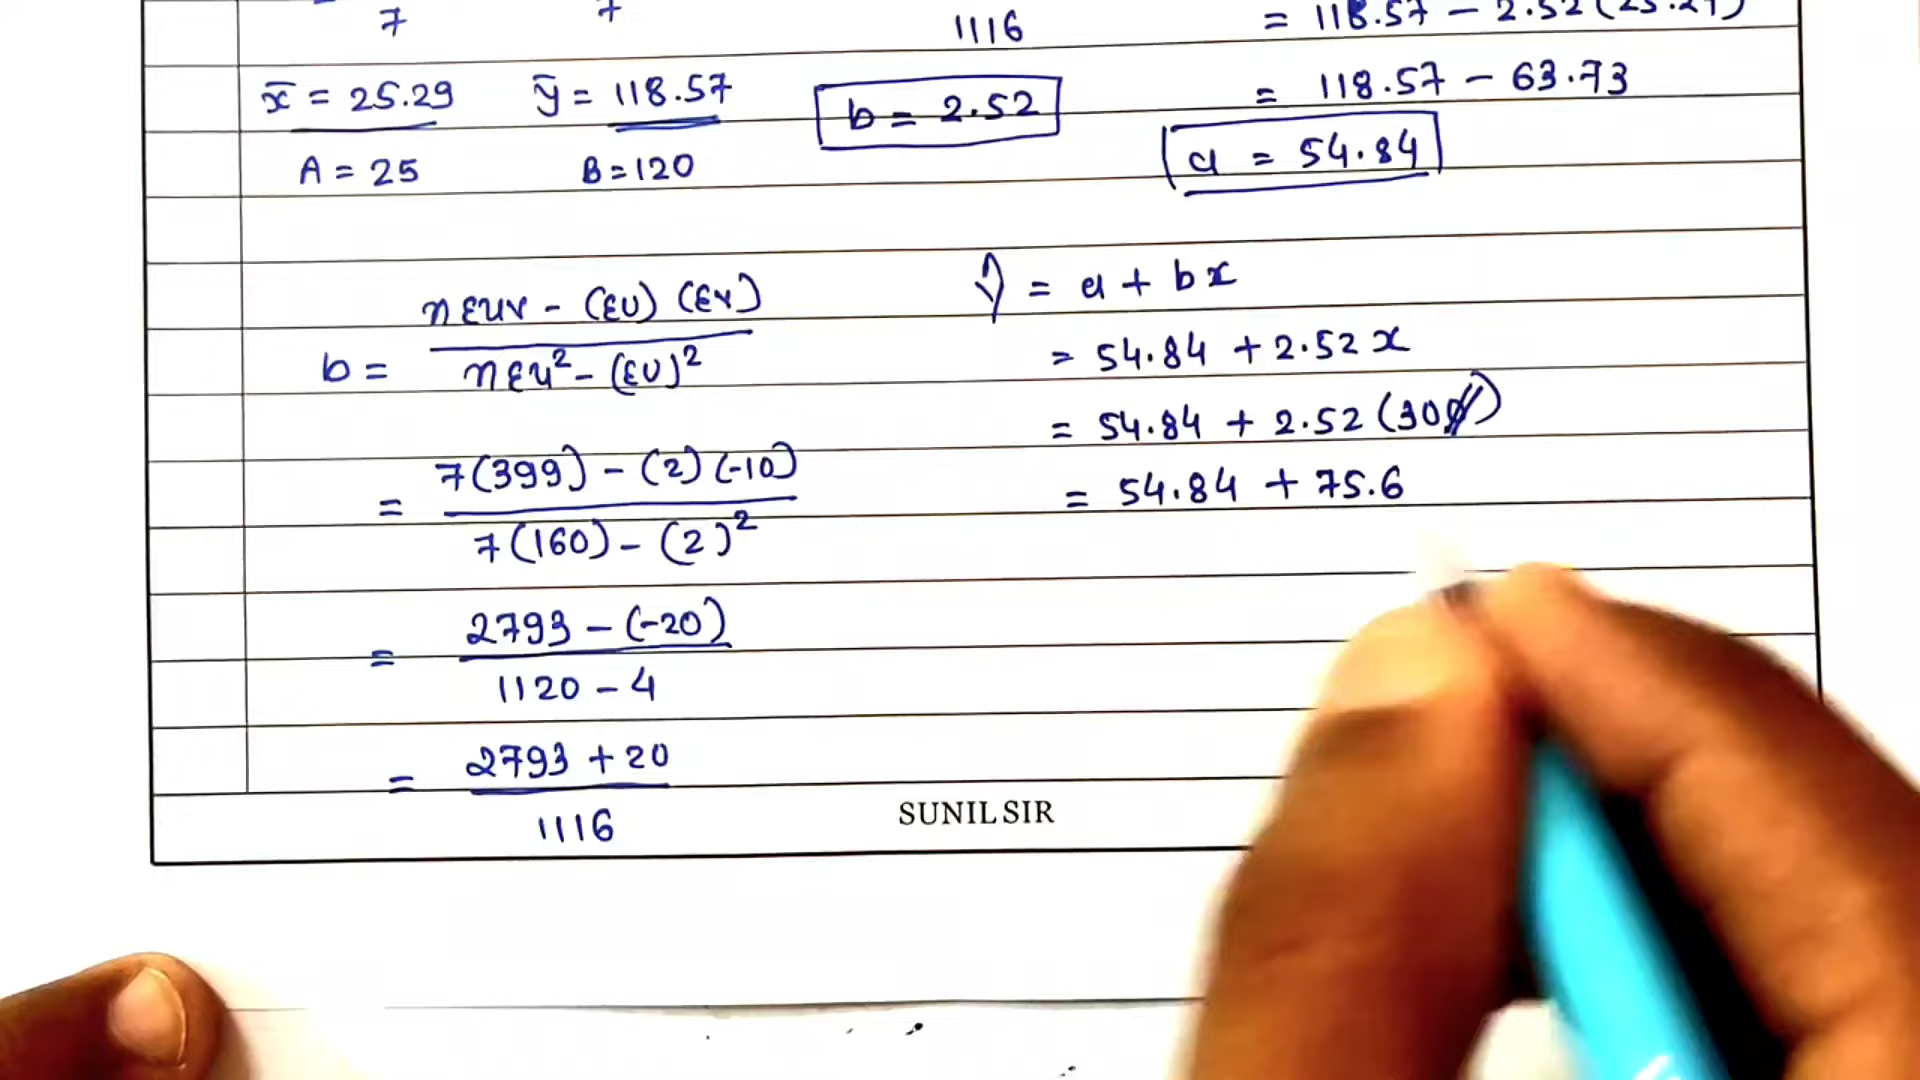 7 7 1116 = 118.57 − 2.52 (25.29)
x̄ = 25.29 ȳ = 118.57 b = 2.52 = 118.57 − 63.73
A = 25 B = 120 a = 54.84
b = nΣuv − (Σu) (Σv) / nΣu² − (Σu)²
= 7(399) − (2) (-10) / 7(160) − (2)²
= 2793 − (-20) / 1120 − 4
= 2793 + 20 / 1116
ŷ = a + bx
= 54.84 + 2.52 x
= 54.84 + 2.52 (30)
= 54.84 + 75.6
SUNIL SIR